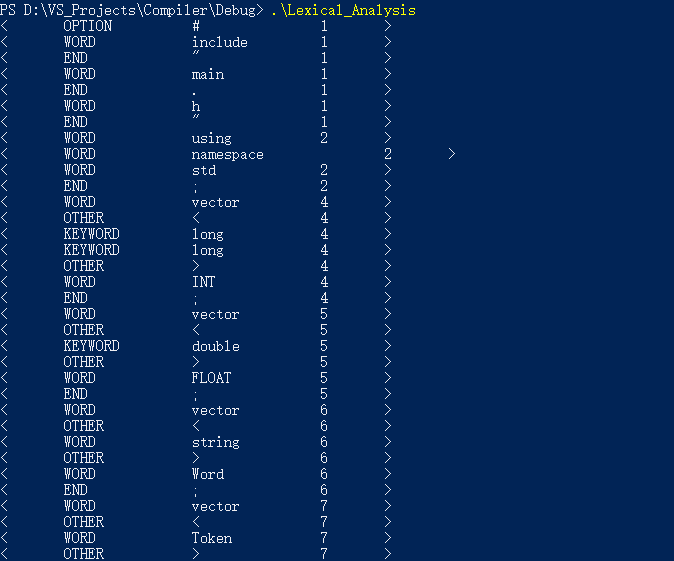 PS D:\VS_Projects\Compiler\Debug> .\Lexical_Analysis
< OPTION # 1 >
< WORD include 1 >
< END " 1 >
< WORD main 1 >
< END . 1 >
< WORD h 1 >
< END " 1 >
< WORD using 2 >
< WORD namespace 2 >
< WORD std 2 >
< END ; 2 >
< WORD vector 4 >
< OTHER < 4 >
< KEYWORD long 4 >
< KEYWORD long 4 >
< OTHER > 4 >
< WORD INT 4 >
< END ; 4 >
< WORD vector 5 >
< OTHER < 5 >
< KEYWORD double 5 >
< OTHER > 5 >
< WORD FLOAT 5 >
< END ; 5 >
< WORD vector 6 >
< OTHER < 6 >
< WORD string 6 >
< OTHER > 6 >
< WORD Word 6 >
< END ; 6 >
< WORD vector 7 >
< OTHER < 7 >
< WORD Token 7 >
< OTHER > 7 >